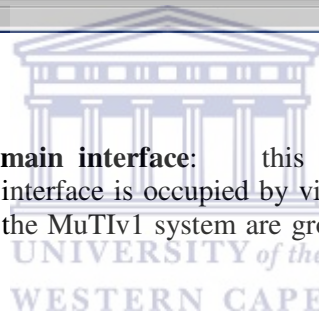 main interface: this
interface is occupied by vi
the MuTIv1 system are gro
UNIVERSITY of the
WESTERN CAPE